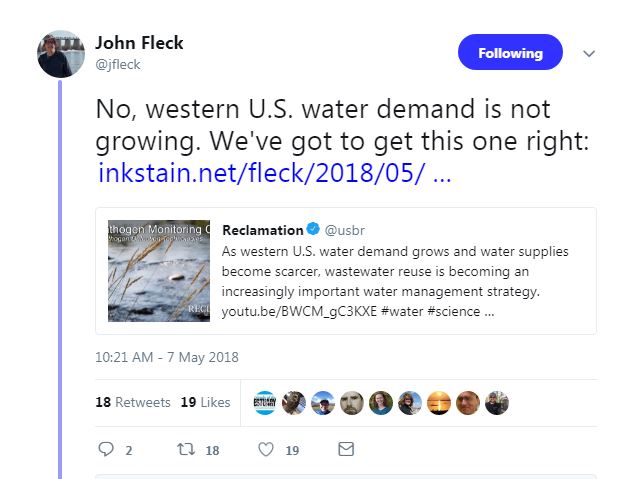 John Fleck
@jfleck
Following
No, western U.S. water demand is not
growing. We've got to get this one right:
inkstain.net/fleck/2018/05/ ...
thogen Monitoring
Reclamation @usbr
As western U.S. water demand grows and water supplies
become scarcer, wastewater reuse is becoming an
increasingly important water management strategy.
youtu.be/BWCM_gC3KXE #water #science ...
10:21 AM - 7 May 2018
18 Retweets 19 Likes
2 18 19